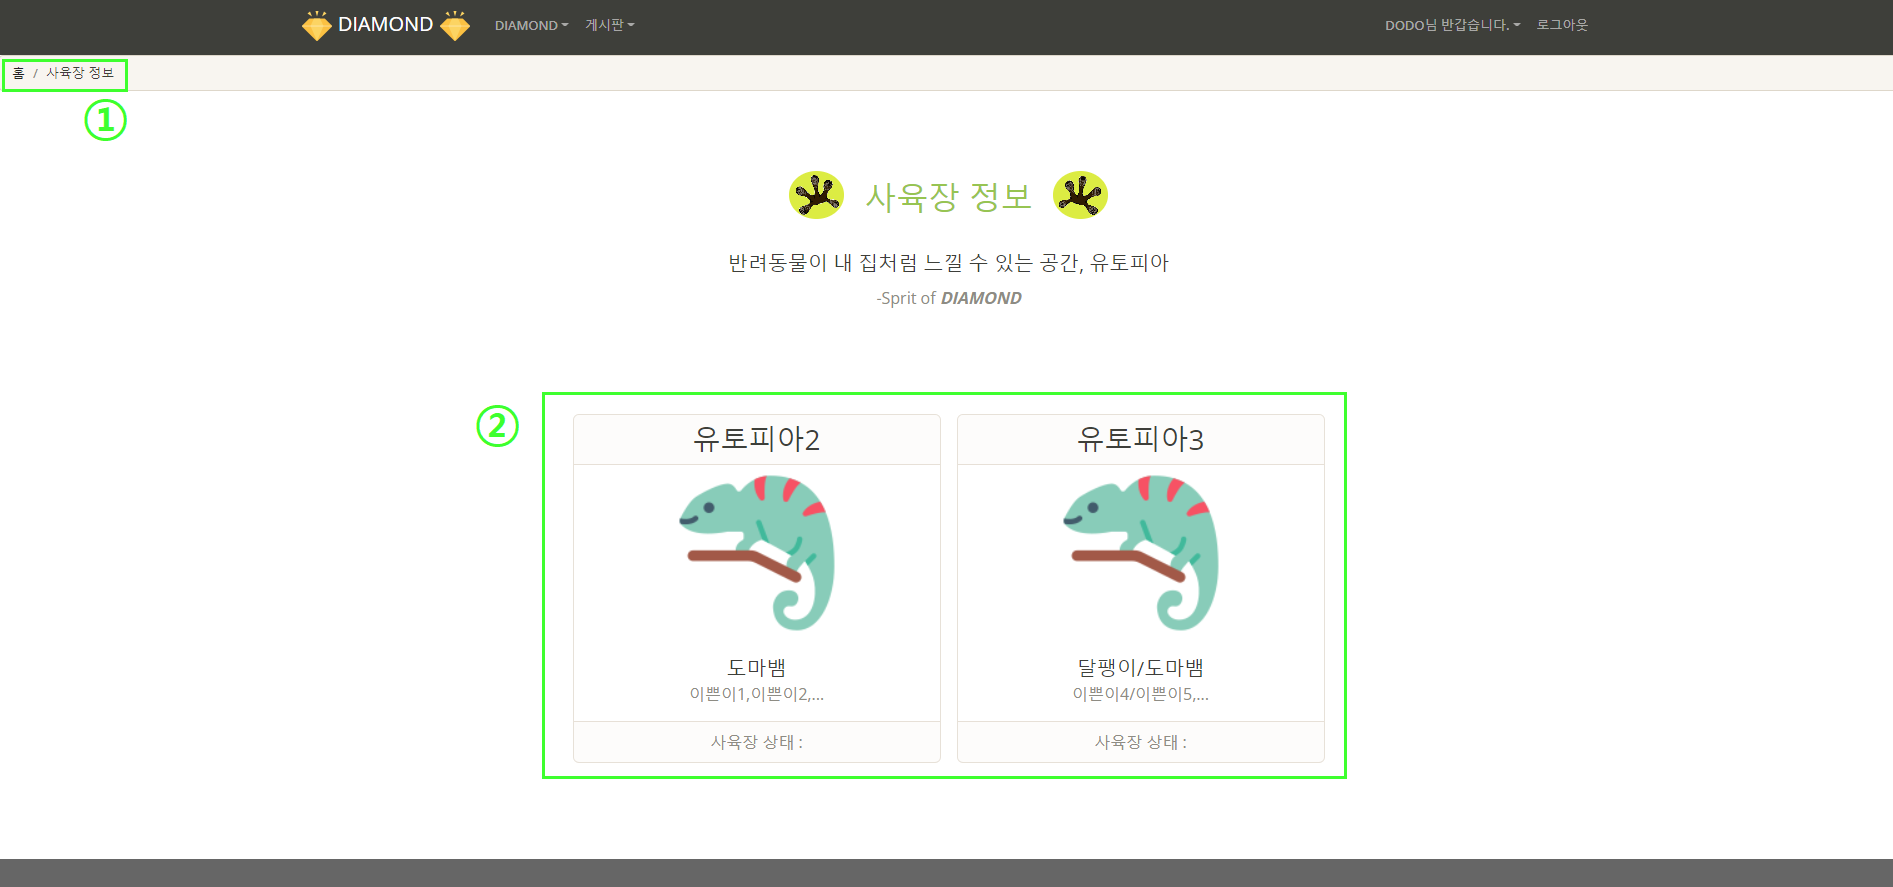 DIAMOND DIAMOND 게시판 DODO님 반갑습니다. 로그아웃
홈 / 사육장 정보
①
사육장 정보
반려동물이 내 집처럼 느낄 수 있는 공간, 유토피아
-Sprit of DIAMOND
②
유토피아2
도마뱀
이쁜이1,이쁜이2,...
사육장 상태 :
유토피아3
달팽이/도마뱀
이쁜이4/이쁜이5,...
사육장 상태 :